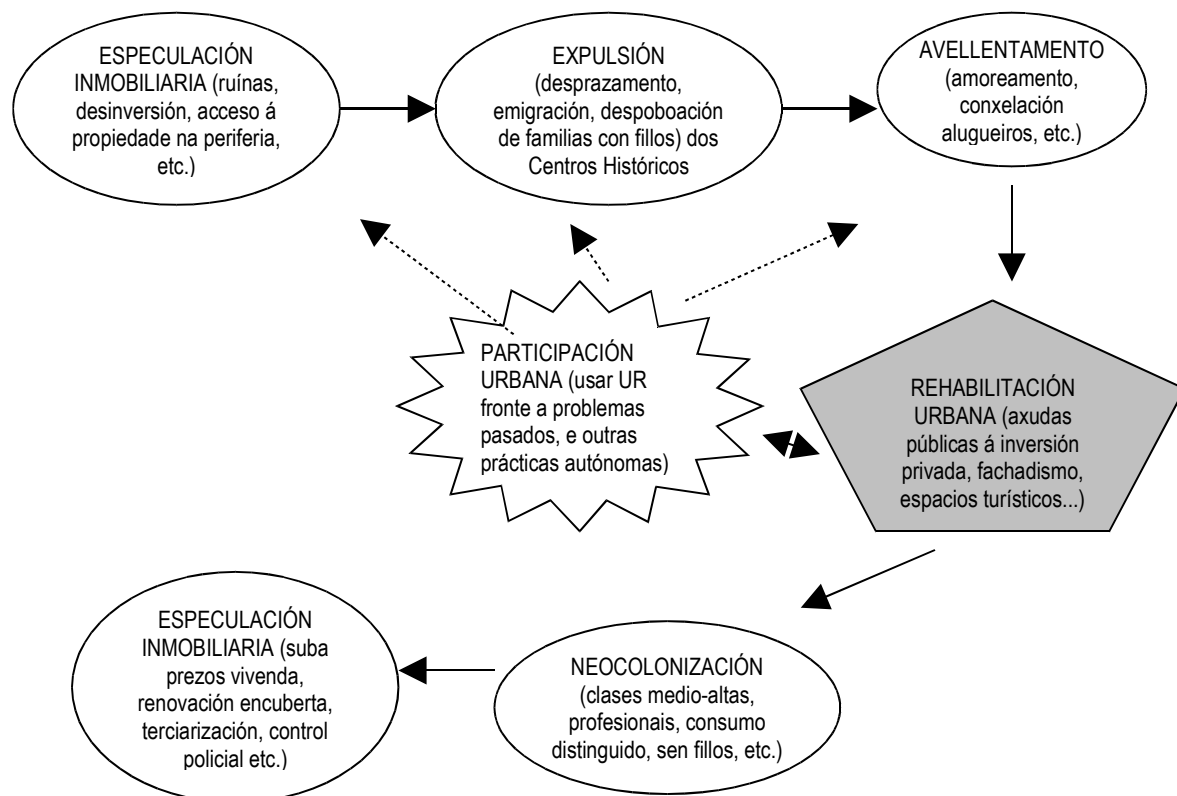 ESPECULACIÓN
INMOBILIARIA (ruínas,
desinversión, acceso á
propiedade na periferia,
etc.)
EXPULSIÓN
(desprazamento,
emigración, despoboación
de familias con fillos) dos
Centros Históricos
AVELLENTAMENTO
(amoreamento,
conxelación
alugueiros, etc.)
PARTICIPACIÓN
URBANA (usar UR
fronte a problemas
pasados, e outras
prácticas autónomas)
REHABILITACIÓN
URBANA (axudas
públicas á inversión
privada, fachadismo,
espacios turísticos...)
ESPECULACIÓN
INMOBILIARIA (suba
prezos vivenda,
renovación encuberta,
terciarización, control
policial etc.)
NEOCOLONIZACIÓN
(clases medio-altas,
profesionais, consumo
distinguido, sen fillos, etc.)